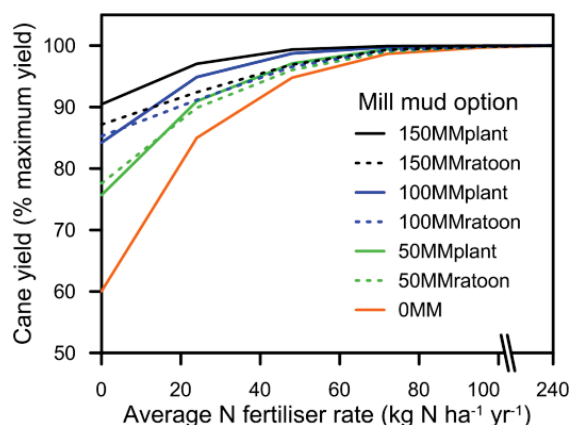 Cane yield (% maximum yield)
100
90
80
70
60
50
Mill mud option
150MMplant
150MMratoon
100MMplant
100MMratoon
50MMplant
50MMratoon
0MM
0 20 40 60 80 100 240
Average N fertiliser rate (kg N ha⁻¹ yr⁻¹)